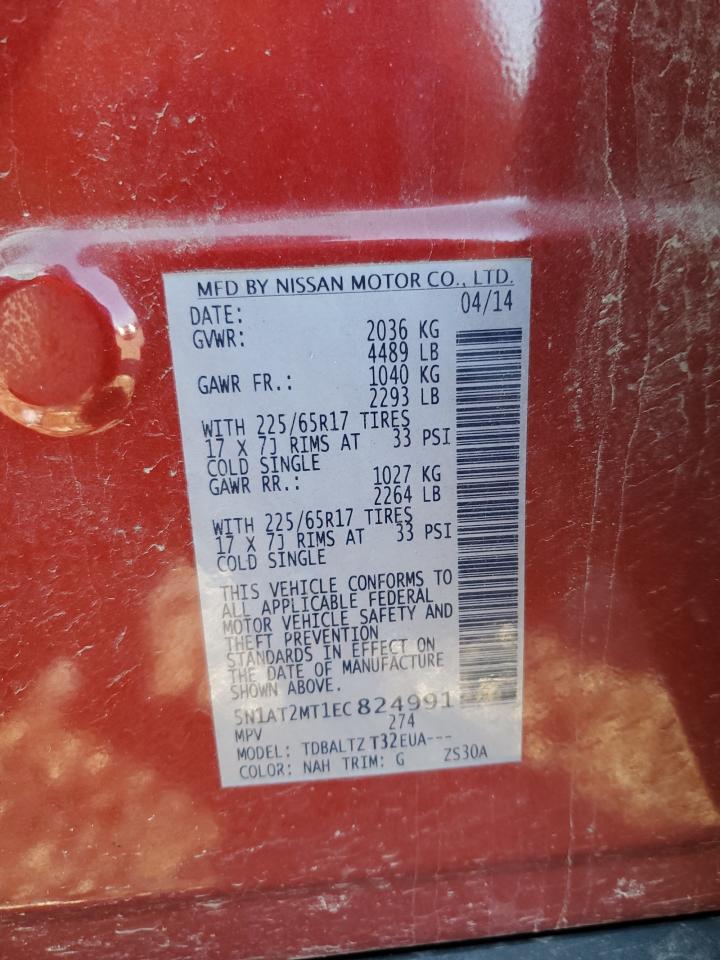 MFD BY NISSAN MOTOR CO., LTD.
DATE: 04/14
GVWR: 2036 KG
4489 LB
GAWR FR.: 1040 KG
2293 LB
WITH 225/65R17 TIRES
17 X 7J RIMS AT 33 PSI
COLD SINGLE
GAWR RR.: 1027 KG
2264 LB
WITH 225/65R17 TIRES
17 X 7J RIMS AT 33 PSI
COLD SINGLE
THIS VEHICLE CONFORMS TO
ALL APPLICABLE FEDERAL
MOTOR VEHICLE SAFETY AND
THEFT PREVENTION
STANDARDS IN EFFECT ON
THE DATE OF MANUFACTURE
SHOWN ABOVE.
5N1AT2MT1EC824991
MPV 274
MODEL: TDBALTZ T32EUA---
COLOR: NAH TRIM: G ZS30A